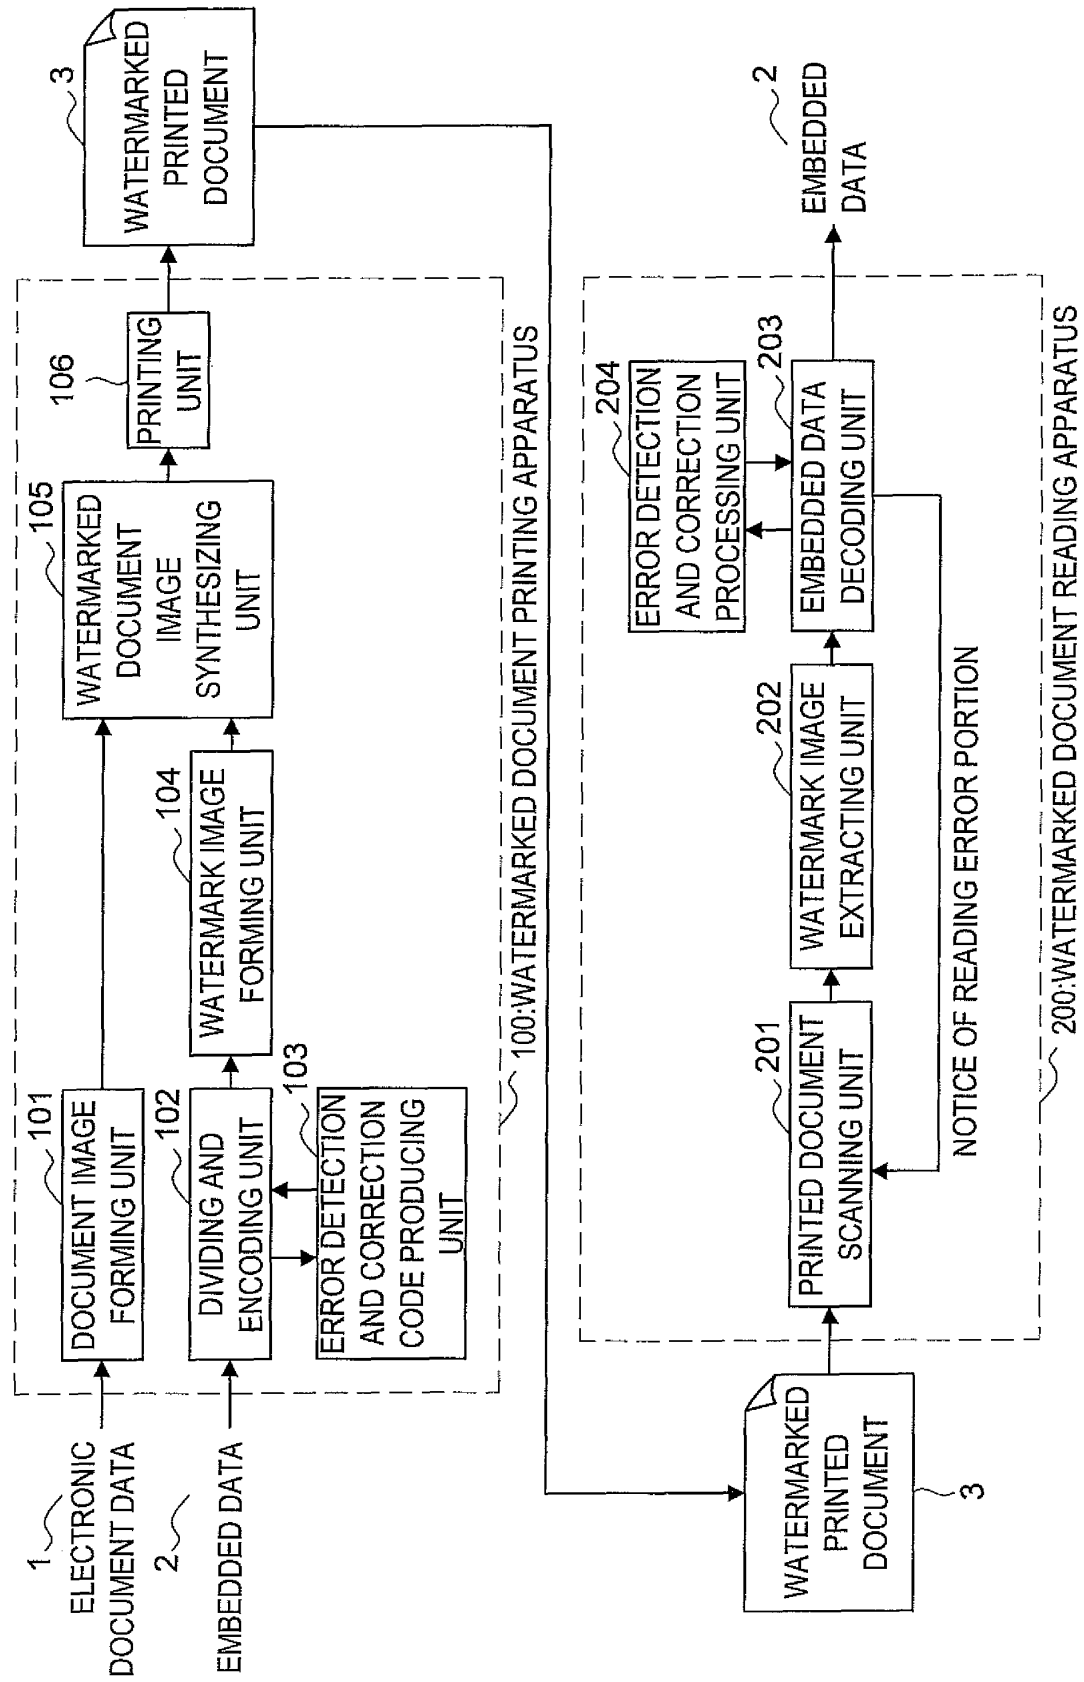 1
ELECTRONIC
DOCUMENT DATA
2
EMBEDDED DATA
101
DOCUMENT IMAGE
FORMING UNIT
102
DIVIDING AND
ENCODING UNIT
103
ERROR DETECTION
AND CORRECTION
CODE PRODUCING
UNIT
104
WATERMARK IMAGE
FORMING UNIT
105
WATERMARKED
DOCUMENT
IMAGE
SYNTHESIZING
UNIT
106
PRINTING
UNIT
3
WATERMARKED
PRINTED
DOCUMENT
100:WATERMARKED DOCUMENT PRINTING APPARATUS
WATERMARKED
PRINTED
DOCUMENT
3
201
PRINTED DOCUMENT
SCANNING UNIT
202
WATERMARK IMAGE
EXTRACTING UNIT
204
ERROR DETECTION
AND CORRECTION
PROCESSING UNIT
203
EMBEDDED DATA
DECODING UNIT
2
EMBEDDED
DATA
NOTICE OF READING ERROR PORTION
200:WATERMARKED DOCUMENT READING APPARATUS